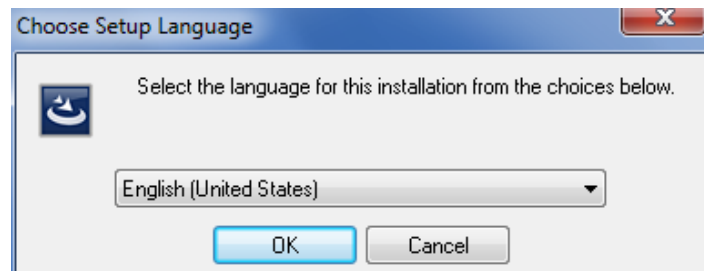 Choose Setup Language
Select the language for this installation from the choices below.
English (United States)
OK Cancel